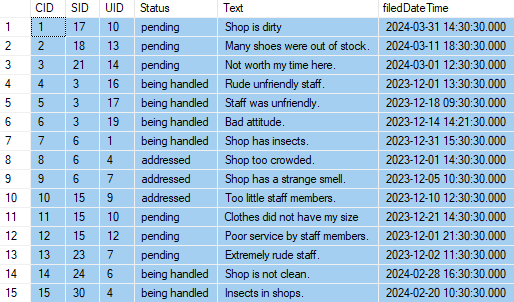 CID SID UID Status Text filedDateTime
1 1 17 10 pending Shop is dirty 2024-03-31 14:30:30.000
2 2 18 13 pending Many shoes were out of stock. 2024-03-11 18:30:30.000
3 3 21 14 pending Not worth my time here. 2024-03-01 12:30:30.000
4 4 3 16 being handled Rude unfriendly staff. 2023-12-01 13:30:30.000
5 5 3 17 being handled Staff was unfriendly. 2023-12-18 09:30:30.000
6 6 3 19 being handled Bad attitude. 2023-12-14 14:21:30.000
7 7 6 1 being handled Shop has insects. 2023-12-31 15:30:30.000
8 8 6 4 addressed Shop too crowded. 2023-12-01 14:30:30.000
9 9 6 7 addressed Shop has a strange smell. 2023-12-05 10:30:30.000
10 10 15 9 addressed Too little staff members. 2023-12-10 12:30:30.000
11 11 15 10 pending Clothes did not have my size 2023-12-21 14:30:30.000
12 12 15 12 pending Poor service by staff members. 2023-12-01 21:30:30.000
13 13 23 7 pending Extremely rude staff. 2023-12-02 11:30:30.000
14 14 24 6 being handled Shop is not clean. 2024-02-28 16:30:30.000
15 15 30 4 being handled Insects in shops. 2024-02-20 10:30:30.000